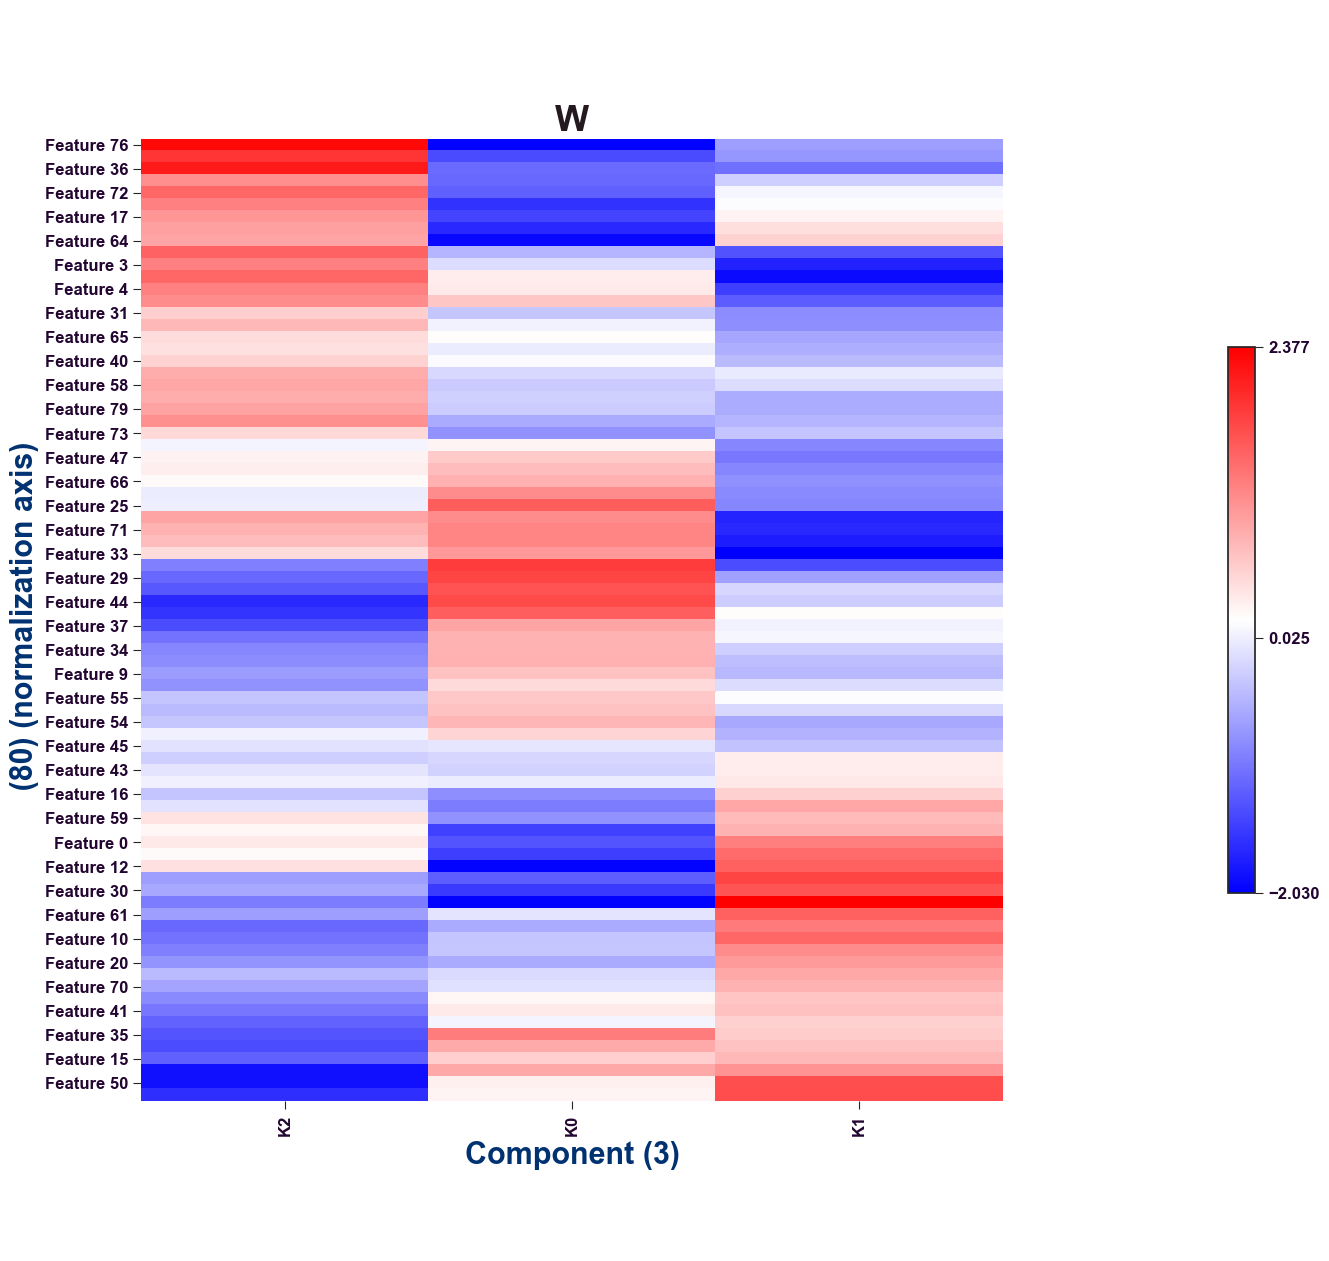 W
Feature 76
Feature 36
Feature 72
Feature 17
Feature 64
Feature 3
Feature 4
Feature 31
Feature 65
Feature 40
Feature 58
Feature 79
Feature 73
Feature 47
Feature 66
Feature 25
Feature 71
Feature 33
Feature 29
Feature 44
Feature 37
Feature 34
Feature 9
Feature 55
Feature 54
Feature 45
Feature 43
Feature 16
Feature 59
Feature 0
Feature 12
Feature 30
Feature 61
Feature 10
Feature 20
Feature 70
Feature 41
Feature 35
Feature 15
Feature 50
(80) (normalization axis)
K2
K0
K1
Component (3)
2.377
0.025
−2.030